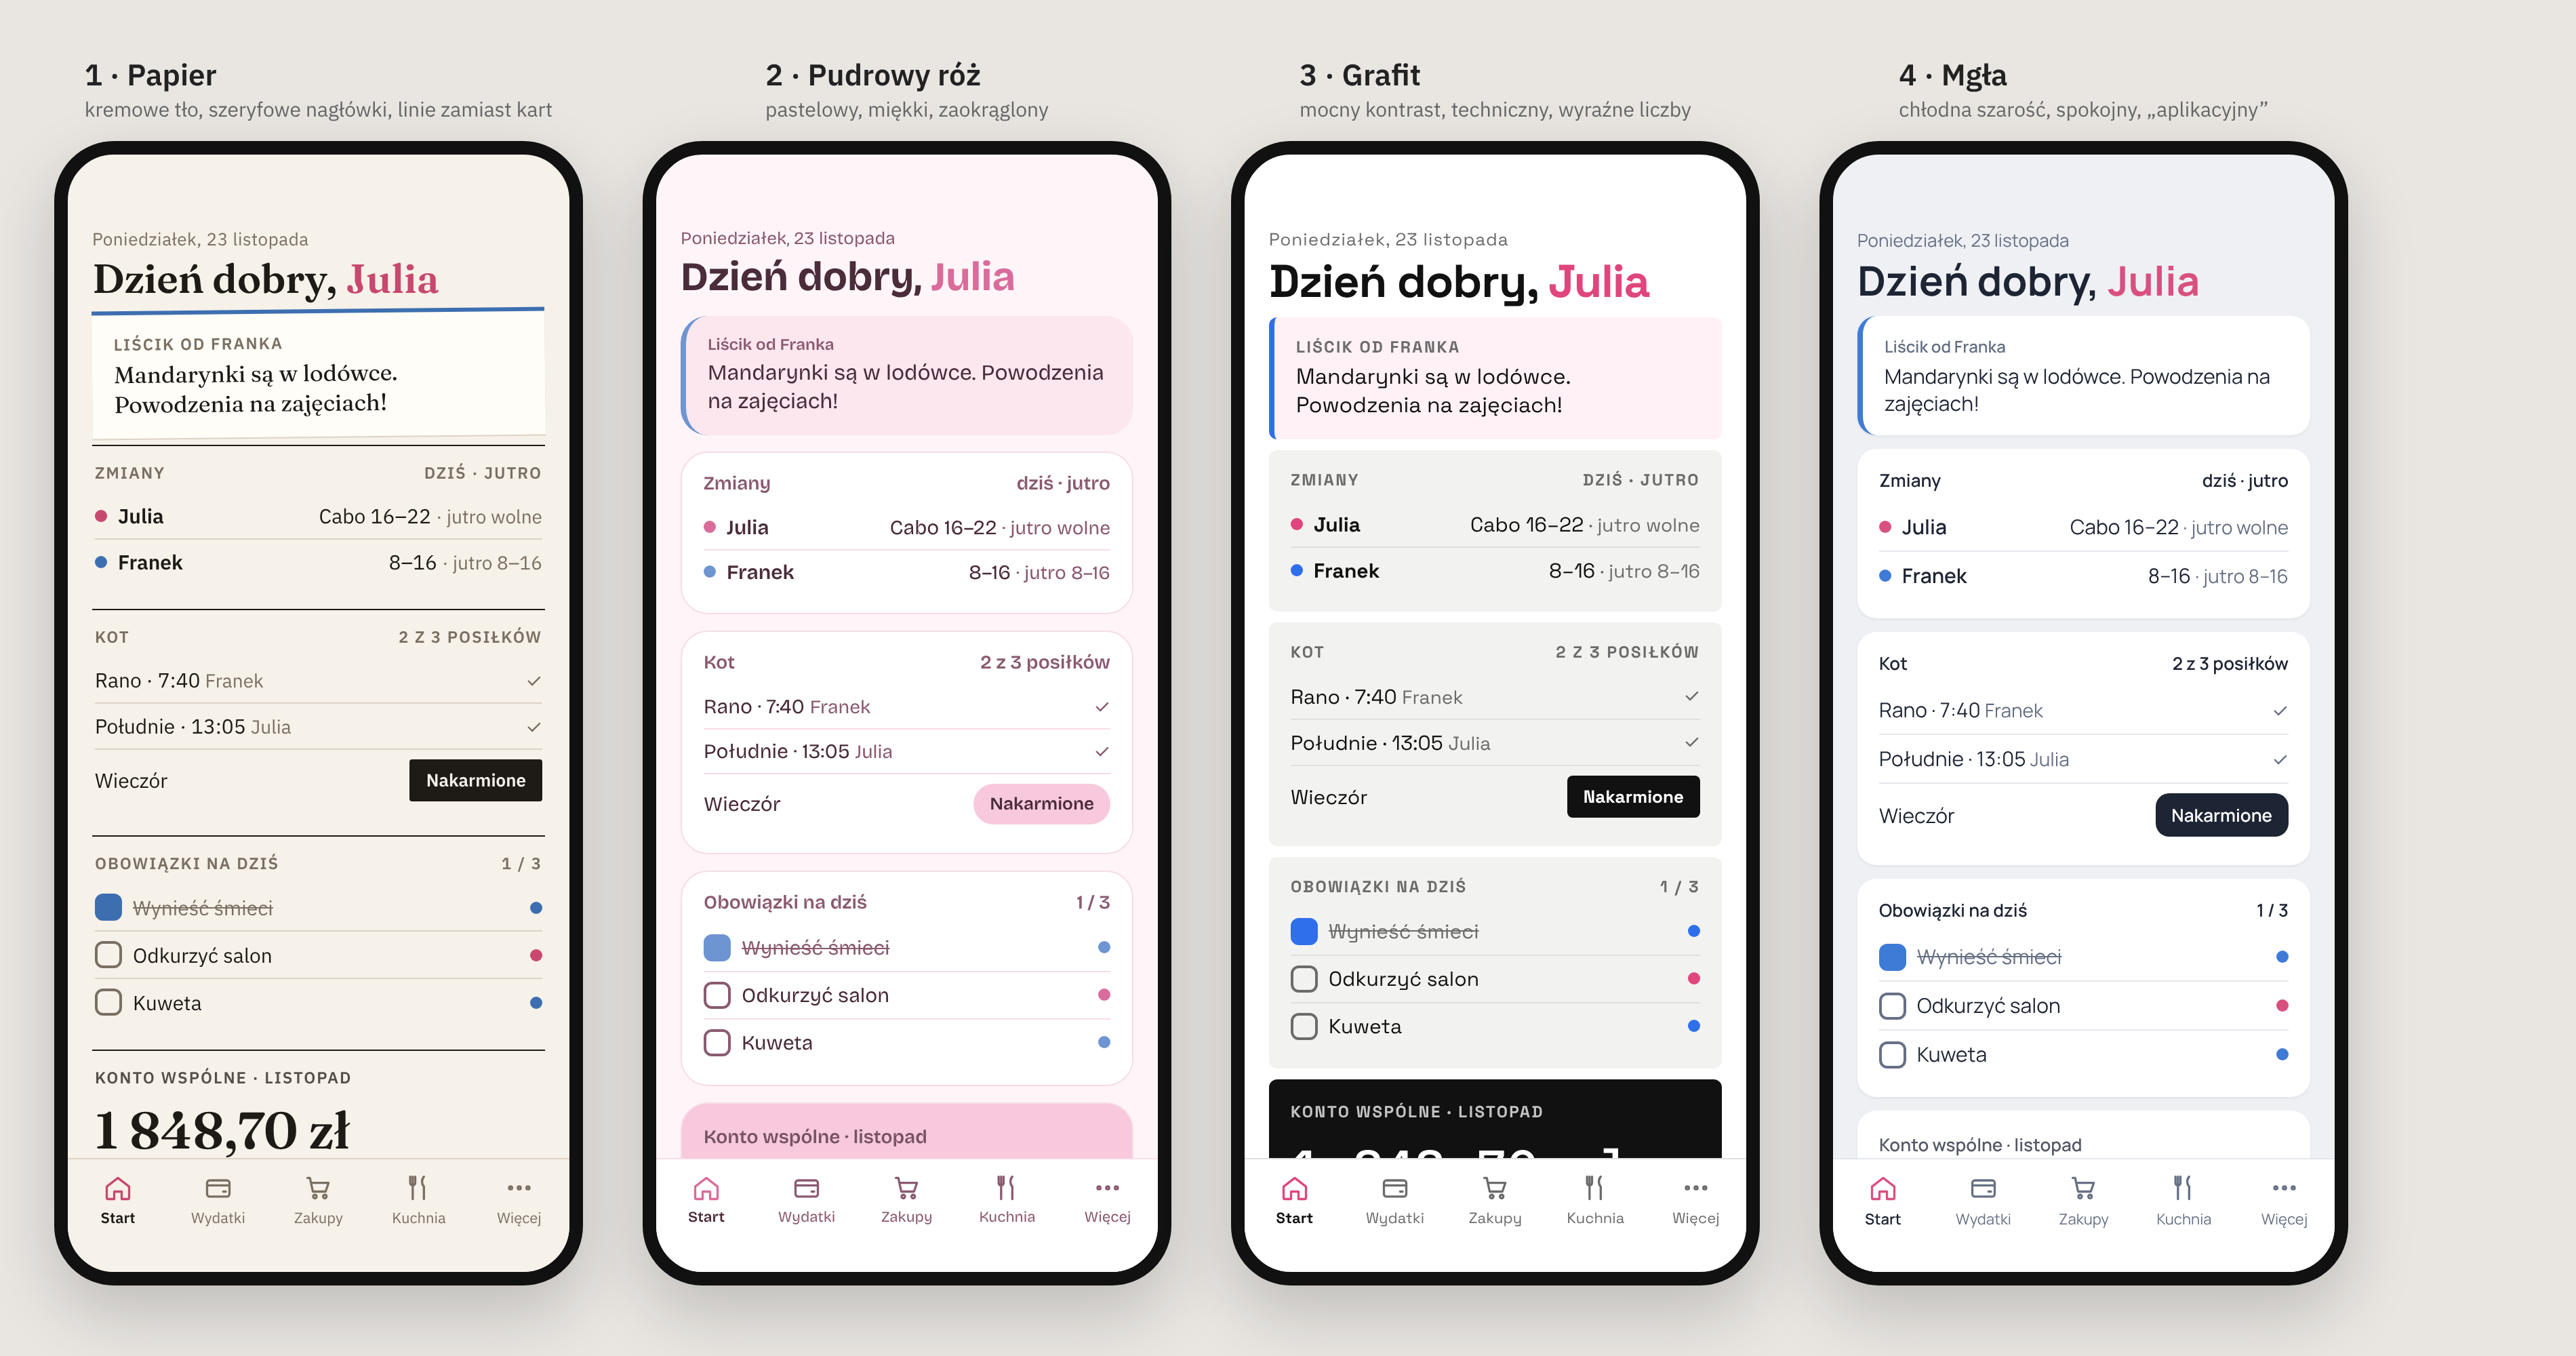 1 · Papier
kremowe tło, szeryfowe nagłówki, linie zamiast kart
Poniedziałek, 23 listopada
Dzień dobry, Julia
LIŚCIK OD FRANKA
Mandarynki są w lodówce.
Powodzenia na zajęciach!
ZMIANY DZIŚ · JUTRO
Julia Cabo 16–22 · jutro wolne
Franek 8–16 · jutro 8–16
KOT 2 Z 3 POSIŁKÓW
Rano · 7:40 Franek ✓
Południe · 13:05 Julia ✓
Wieczór Nakarmione
OBOWIĄZKI NA DZIŚ 1 / 3
Wynieść śmieci
Odkurzyć salon
Kuweta
KONTO WSPÓLNE · LISTOPAD
1 848,70 zł
Start Wydatki Zakupy Kuchnia Więcej
2 · Pudrowy róż
pastelowy, miękki, zaokrąglony
Poniedziałek, 23 listopada
Dzień dobry, Julia
Liścik od Franka
Mandarynki są w lodówce. Powodzenia
na zajęciach!
Zmiany dziś · jutro
Julia Cabo 16–22 · jutro wolne
Franek 8–16 · jutro 8–16
Kot 2 z 3 posiłków
Rano · 7:40 Franek ✓
Południe · 13:05 Julia ✓
Wieczór Nakarmione
Obowiązki na dziś 1 / 3
Wynieść śmieci
Odkurzyć salon
Kuweta
Konto wspólne · listopad
Start Wydatki Zakupy Kuchnia Więcej
3 · Grafit
mocny kontrast, techniczny, wyraźne liczby
Poniedziałek, 23 listopada
Dzień dobry, Julia
LIŚCIK OD FRANKA
Mandarynki są w lodówce.
Powodzenia na zajęciach!
ZMIANY DZIŚ · JUTRO
Julia Cabo 16–22 · jutro wolne
Franek 8–16 · jutro 8–16
KOT 2 Z 3 POSIŁKÓW
Rano · 7:40 Franek ✓
Południe · 13:05 Julia ✓
Wieczór Nakarmione
OBOWIĄZKI NA DZIŚ 1 / 3
Wynieść śmieci
Odkurzyć salon
Kuweta
KONTO WSPÓLNE · LISTOPAD
Start Wydatki Zakupy Kuchnia Więcej
4 · Mgła
chłodna szarość, spokojny, „aplikacyjny”
Poniedziałek, 23 listopada
Dzień dobry, Julia
Liścik od Franka
Mandarynki są w lodówce. Powodzenia na
zajęciach!
Zmiany dziś · jutro
Julia Cabo 16–22 · jutro wolne
Franek 8–16 · jutro 8–16
Kot 2 z 3 posiłków
Rano · 7:40 Franek ✓
Południe · 13:05 Julia ✓
Wieczór Nakarmione
Obowiązki na dziś 1 / 3
Wynieść śmieci
Odkurzyć salon
Kuweta
Konto wspólne · listopad
Start Wydatki Zakupy Kuchnia Więcej